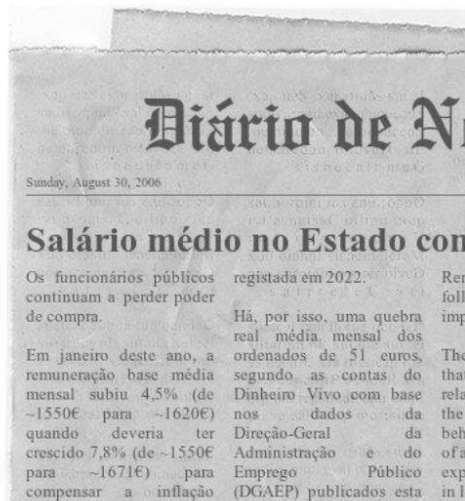 Diário de N
Sunday, August 30, 2006
Salário médio no Estado con
Os funcionários públicos
continuam a perder poder
de compra.
Em janeiro deste ano, a
remuneração base média
mensal subiu 4,5% (de
~1550€ para ~1620€)
quando deveria ter
crescido 7,8% (de ~1550€
para ~1671€) para
compensar a inflação
registada em 2022.
Há, por isso, uma quebra
real média mensal dos
ordenados de 51 euros,
segundo as contas do
Dinheiro Vivo com base
nos dados da
Direção-Geral da
Administração e do
Emprego Público
(DGAEP) publicados esta
Ren
foll
imp
The
that
rela
the
beh
of a
exp
in p